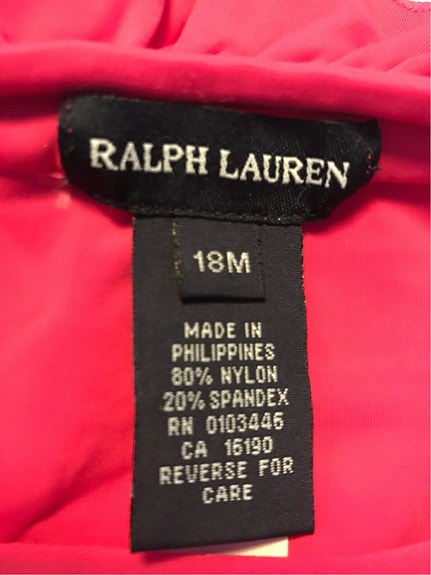 RALPH LAUREN
18M
MADE IN
PHILIPPINES
80% NYLON
20% SPANDEX
RN 0103445
CA 16190
REVERSE FOR
CARE